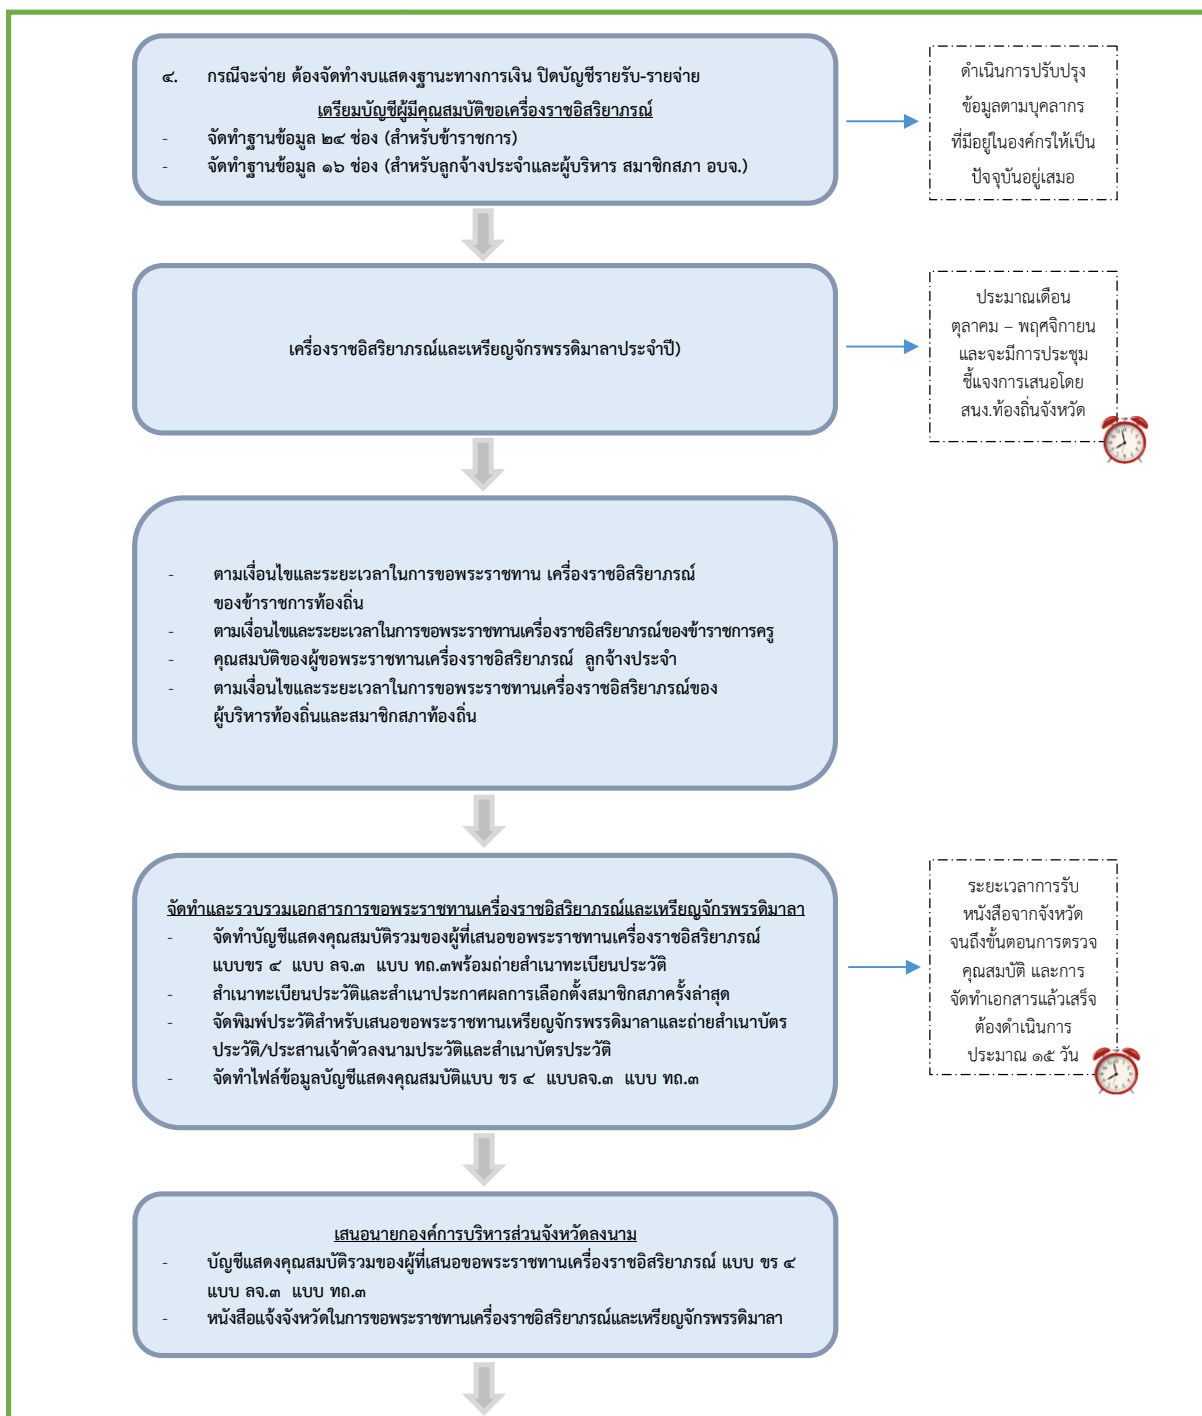 ๔. กรณีจะจ่าย ต้องจัดทำงบแสดงฐานะทางการเงิน ปิดบัญชีรายรับ-รายจ่าย
เตรียมบัญชีผู้มีคุณสมบัติขอเครื่องราชอิสริยาภรณ์
- จัดทำฐานข้อมูล ๒๔ ช่อง (สำหรับข้าราชการ)
- จัดทำฐานข้อมูล ๑๖ ช่อง (สำหรับลูกจ้างประจำและผู้บริหาร สมาชิกสภา อบจ.)
ดำเนินการปรับปรุง
ข้อมูลตามบุคลากร
ที่มีอยู่ในองค์กรให้เป็น
ปัจจุบันอยู่เสมอ
เครื่องราชอิสริยาภรณ์และเหรียญจักรพรรดิมาลาประจำปี)
ประมาณเดือน
ตุลาคม – พฤศจิกายน
และจะมีการประชุม
ชี้แจงการเสนอโดย
สนง.ท้องถิ่นจังหวัด
- ตามเงื่อนไขและระยะเวลาในการขอพระราชทาน เครื่องราชอิสริยาภรณ์
ของข้าราชการท้องถิ่น
- ตามเงื่อนไขและระยะเวลาในการขอพระราชทานเครื่องราชอิสริยาภรณ์ของข้าราชการครู
- คุณสมบัติของผู้ขอพระราชทานเครื่องราชอิสริยาภรณ์ ลูกจ้างประจำ
- ตามเงื่อนไขและระยะเวลาในการขอพระราชทานเครื่องราชอิสริยาภรณ์ของ
ผู้บริหารท้องถิ่นและสมาชิกสภาท้องถิ่น
จัดทำและรวบรวมเอกสารการขอพระราชทานเครื่องราชอิสริยาภรณ์และเหรียญจักรพรรดิมาลา
- จัดทำบัญชีแสดงคุณสมบัติรวมของผู้ที่เสนอขอพระราชทานเครื่องราชอิสริยาภรณ์
แบบขร ๔ แบบ ลจ.๓ แบบ ทถ.๓พร้อมถ่ายสำเนาทะเบียนประวัติ
- สำเนาทะเบียนประวัติและสำเนาประกาศผลการเลือกตั้งสมาชิกสภาครั้งล่าสุด
- จัดพิมพ์ประวัติสำหรับเสนอขอพระราชทานเหรียญจักรพรรดิมาลาและถ่ายสำเนาบัตร
ประวัติ/ประสานเจ้าตัวลงนามประวัติและสำเนาบัตรประวัติ
- จัดทำไฟล์ข้อมูลบัญชีแสดงคุณสมบัติแบบ ขร ๔ แบบลจ.๓ แบบ ทถ.๓
ระยะเวลาการรับ
หนังสือจากจังหวัด
จนถึงขั้นตอนการตรวจ
คุณสมบัติ และการ
จัดทำเอกสารแล้วเสร็จ
ต้องดำเนินการ
ประมาณ ๑๕ วัน
เสนอนายกองค์การบริหารส่วนจังหวัดลงนาม
- บัญชีแสดงคุณสมบัติรวมของผู้ที่เสนอขอพระราชทานเครื่องราชอิสริยาภรณ์ แบบ ขร ๔
แบบ ลจ.๓ แบบ ทถ.๓
- หนังสือแจ้งจังหวัดในการขอพระราชทานเครื่องราชอิสริยาภรณ์และเหรียญจักรพรรดิมาลา